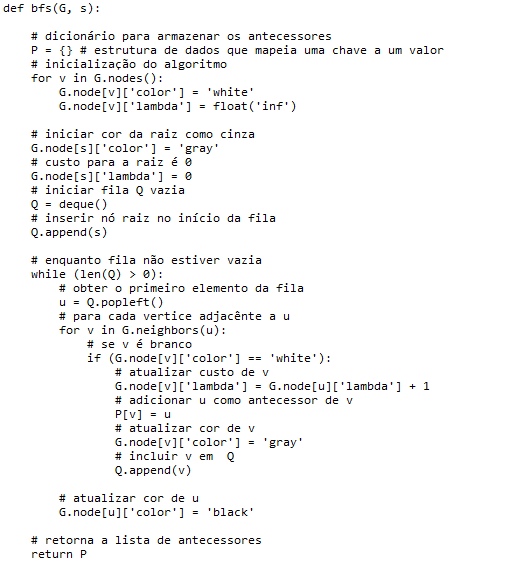 def bfs(G, s):
# dicionário para armazenar os antecessores
P = {} # estrutura de dados que mapeia uma chave a um valor
# inicialização do algoritmo
for v in G.nodes():
G.node[v]['color'] = 'white'
G.node[v]['lambda'] = float('inf')
# iniciar cor da raiz como cinza
G.node[s]['color'] = 'gray'
# custo para a raiz é 0
G.node[s]['lambda'] = 0
# iniciar fila Q vazia
Q = deque()
# inserir nó raiz no início da fila
Q.append(s)
# enquanto fila não estiver vazia
while (len(Q) > 0):
# obter o primeiro elemento da fila
u = Q.popleft()
# para cada vertice adjacênte a u
for v in G.neighbors(u):
# se v é branco
if (G.node[v]['color'] == 'white'):
# atualizar custo de v
G.node[v]['lambda'] = G.node[u]['lambda'] + 1
# adicionar u como antecessor de v
P[v] = u
# atualizar cor de v
G.node[v]['color'] = 'gray'
# incluir v em  Q
Q.append(v)
# atualizar cor de u
G.node[u]['color'] = 'black'
# retorna a lista de antecessores
return P